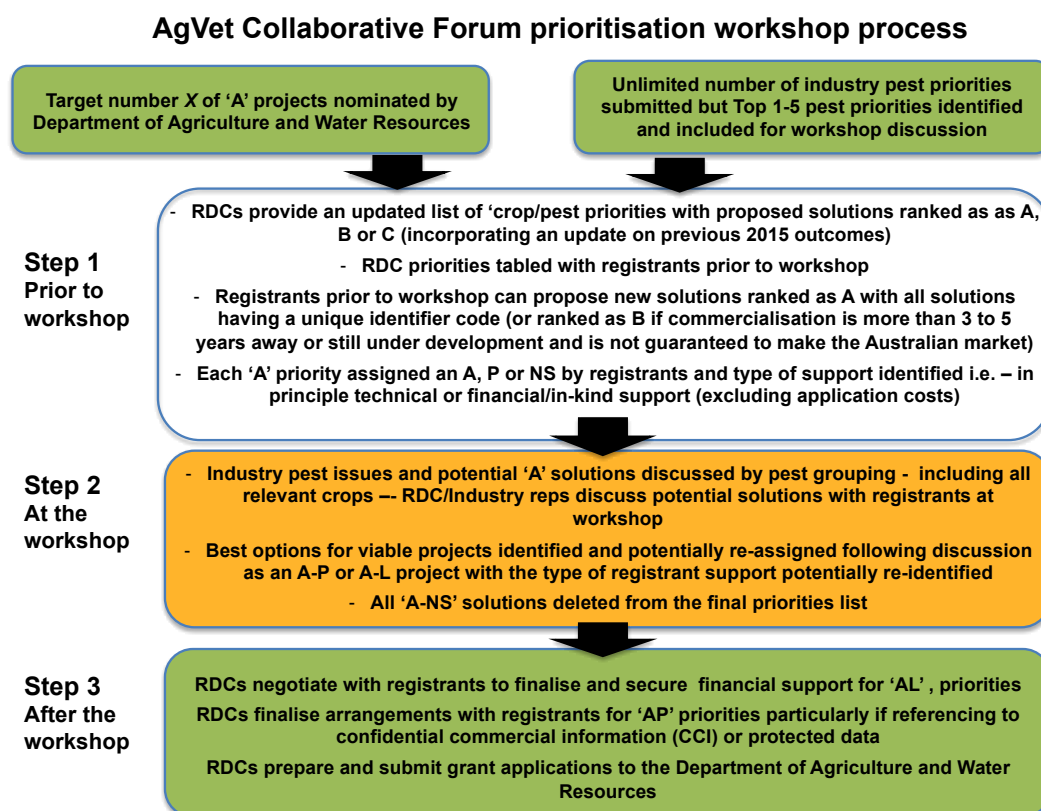 AgVet Collaborative Forum prioritisation workshop process
Target number X of ‘A’ projects nominated by
Department of Agriculture and Water Resources
Unlimited number of industry pest priorities
submitted but Top 1-5 pest priorities identified
and included for workshop discussion
Step 1
Prior to
workshop
- RDCs provide an updated list of ‘crop/pest priorities with proposed solutions ranked as as A,
B or C (incorporating an update on previous 2015 outcomes)
- RDC priorities tabled with registrants prior to workshop
- Registrants prior to workshop can propose new solutions ranked as A with all solutions
having a unique identifier code (or ranked as B if commercialisation is more than 3 to 5
years away or still under development and is not guaranteed to make the Australian market)
- Each ‘A’ priority assigned an A, P or NS by registrants and type of support identified i.e. – in
principle technical or financial/in-kind support (excluding application costs)
Step 2
At the
workshop
- Industry pest issues and potential ‘A’ solutions discussed by pest grouping - including all
relevant crops –- RDC/Industry reps discuss potential solutions with registrants at
workshop
- Best options for viable projects identified and potentially re-assigned following discussion
as an A-P or A-L project with the type of registrant support potentially re-identified
- All ‘A-NS’ solutions deleted from the final priorities list
Step 3
After the
workshop
RDCs negotiate with registrants to finalise and secure financial support for ‘AL’ , priorities
RDCs finalise arrangements with registrants for ‘AP’ priorities particularly if referencing to
confidential commercial information (CCI) or protected data
RDCs prepare and submit grant applications to the Department of Agriculture and Water
Resources